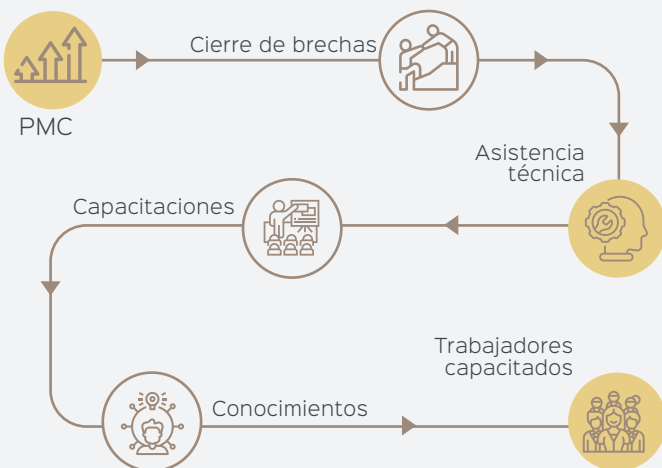 Cierre de brechas
PMC
Asistencia
técnica
Capacitaciones
Trabajadores
capacitados
Conocimientos